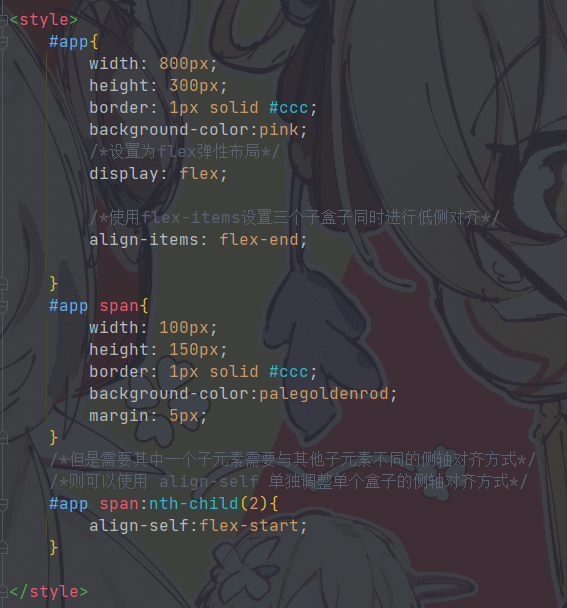 <style>
#app{
width: 800px;
height: 300px;
border: 1px solid #ccc;
background-color:pink;
/*设置为flex弹性布局*/
display: flex;
/*使用flex-items设置三个子盒子同时进行低侧对齐*/
align-items: flex-end;
}
#app span{
width: 100px;
height: 150px;
border: 1px solid #ccc;
background-color:palegoldenrod;
margin: 5px;
}
/*但是需要其中一个子元素需要与其他子元素不同的侧轴对齐方式*/
/*则可以使用 align-self 单独调整单个盒子的侧轴对齐方式*/
#app span:nth-child(2){
align-self:flex-start;
}
</style>